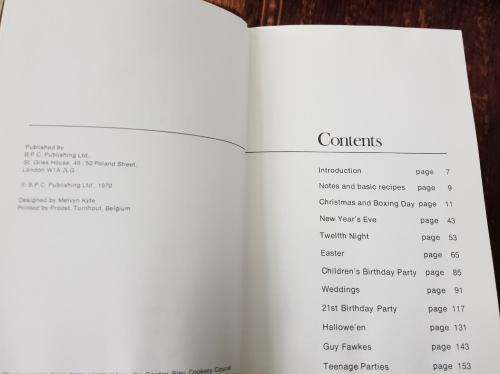 Published by
B.P.C. Publishing Ltd.,
St. Giles House, 49/50 Poland Street,
London W1A 2LG
© B.P.C. Publishing Ltd., 1970
Designed by Melvyn Kyte
Printed by Proost, Turnhout, Belgium
Contents
Introduction page 7
Notes and basic recipes page 9
Christmas and Boxing Day page 11
New Year's Eve page 43
Twelfth Night page 53
Easter page 65
Children's Birthday Party page 85
Weddings page 91
21st Birthday Party page 117
Hallowe'en page 131
Guy Fawkes page 143
Teenage Parties page 153
Cookery Course